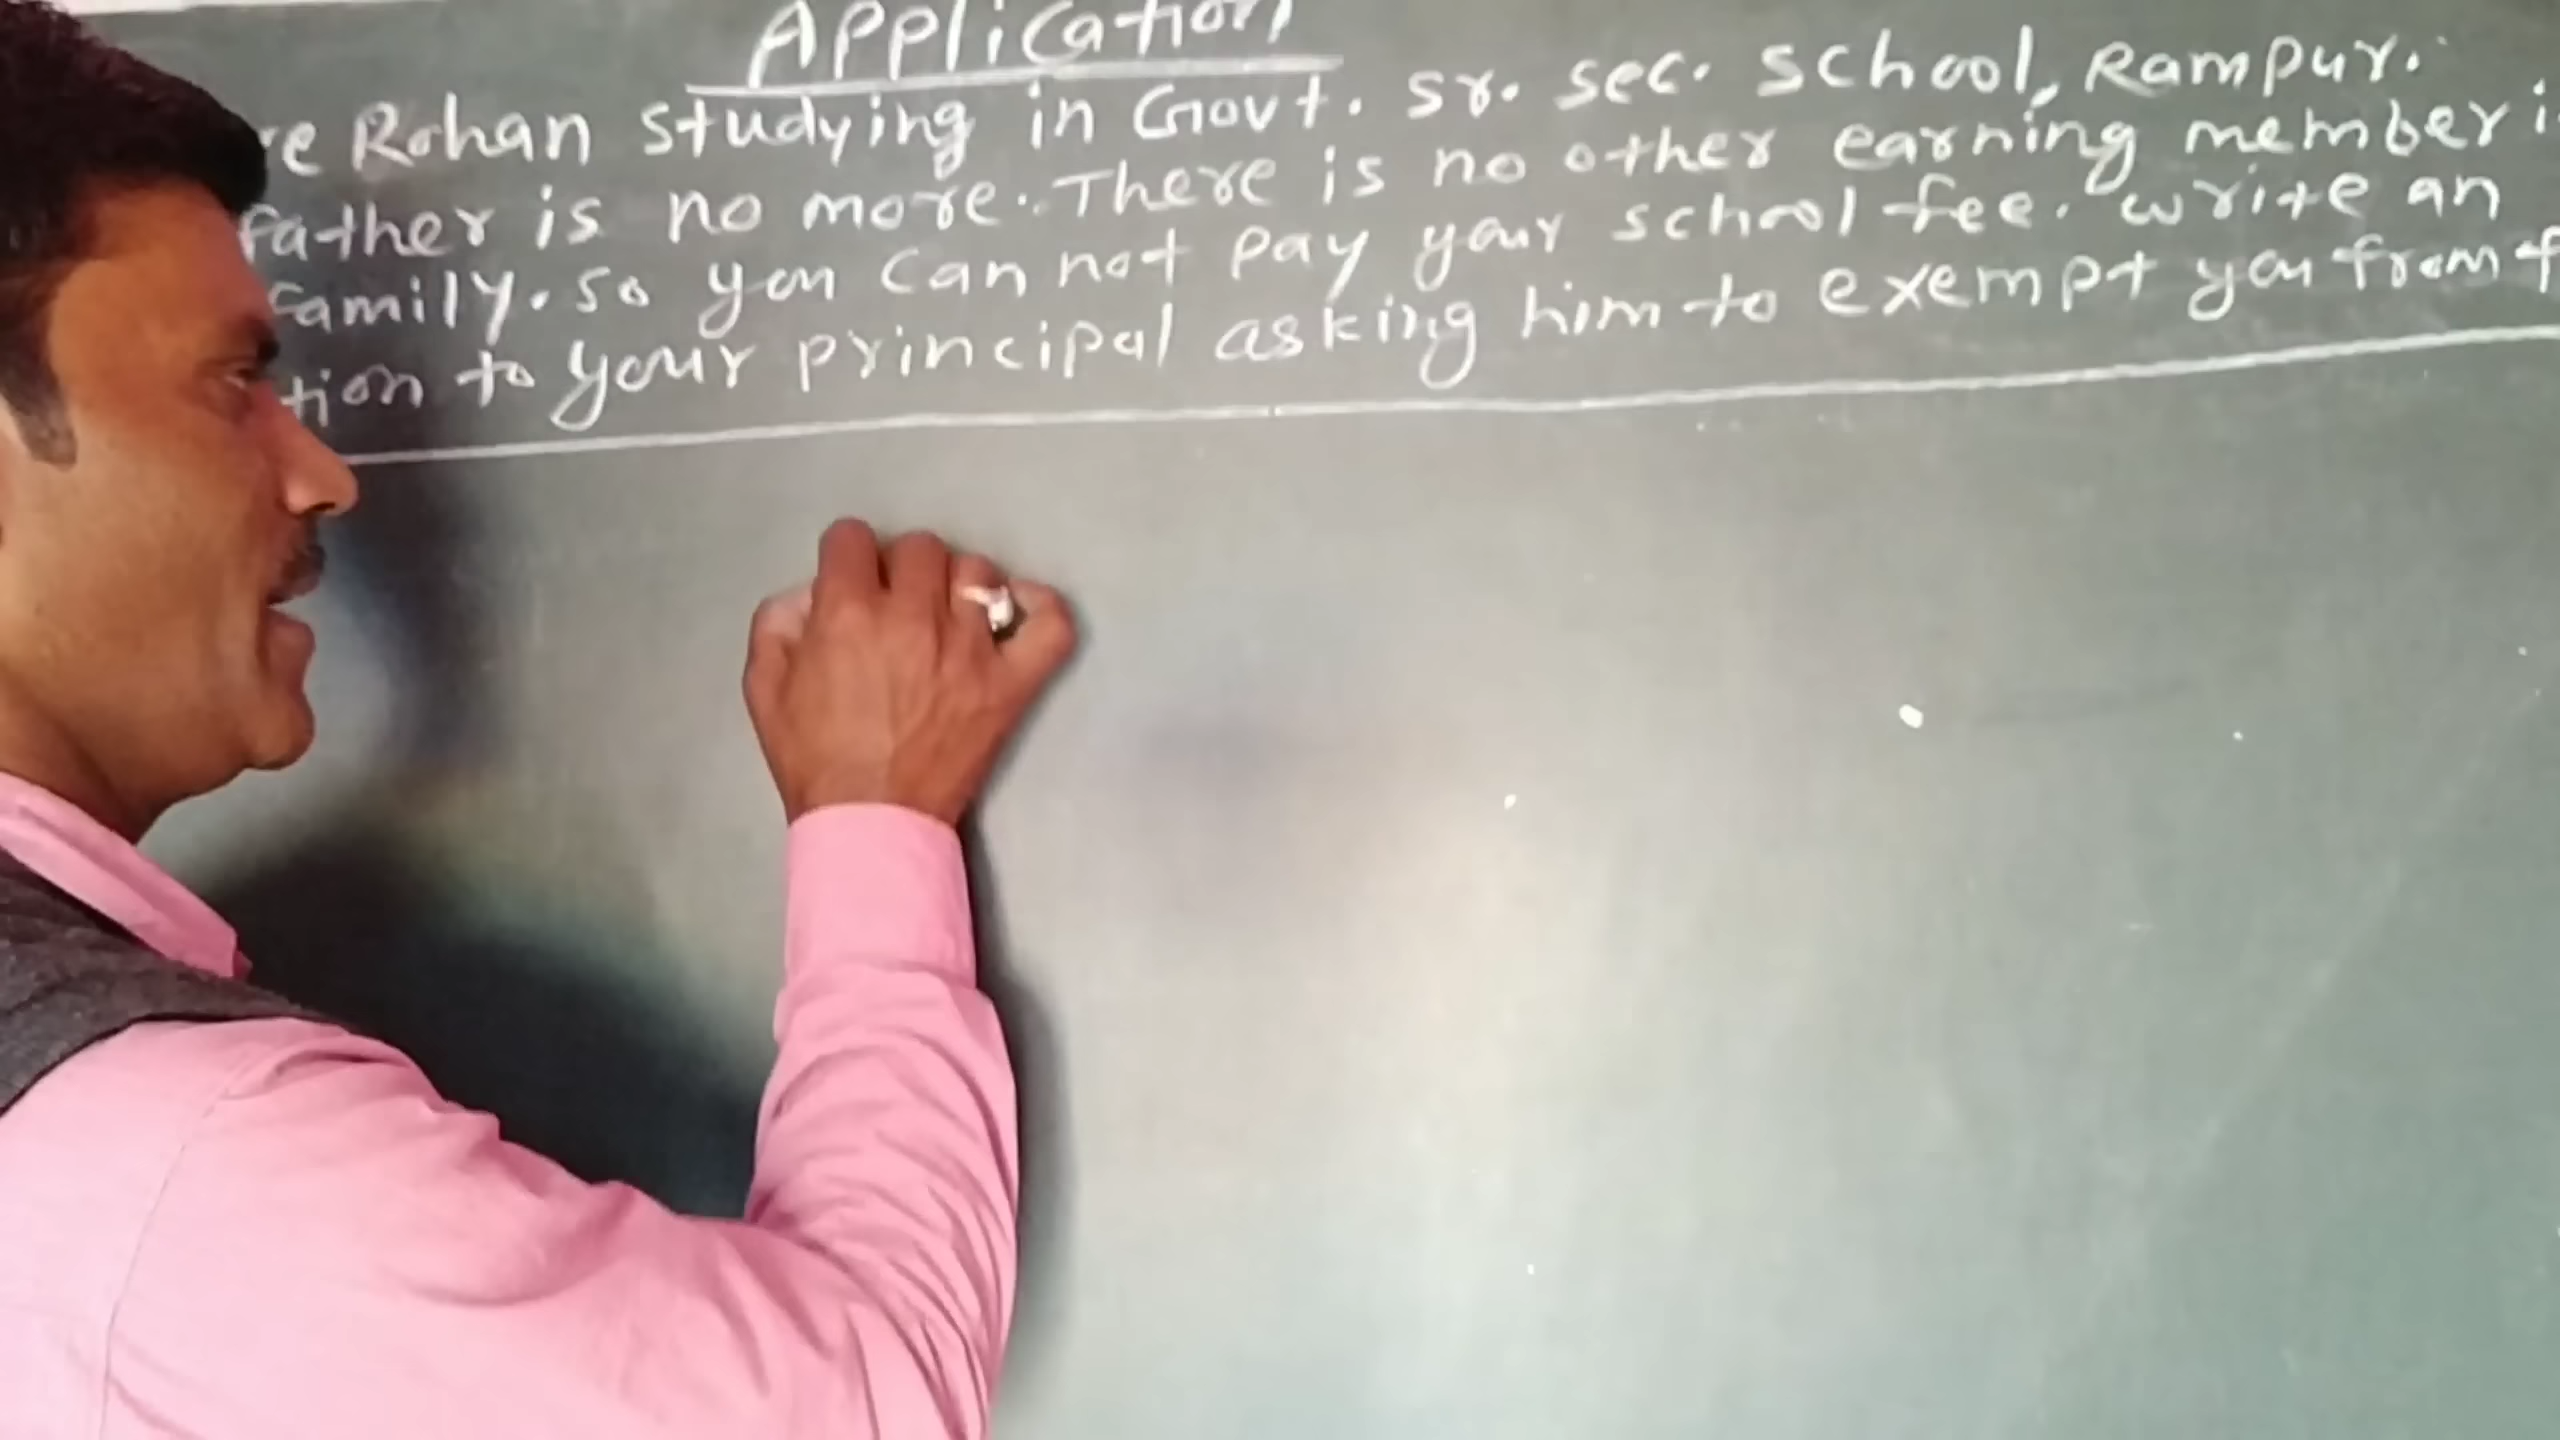 Application
re Rohan studying in Govt. Sr. Sec. School, Rampur.
father is no more. There is no other earning member i
family. So you can not pay your school fee. write an
tion to your principal asking him to exempt you from f